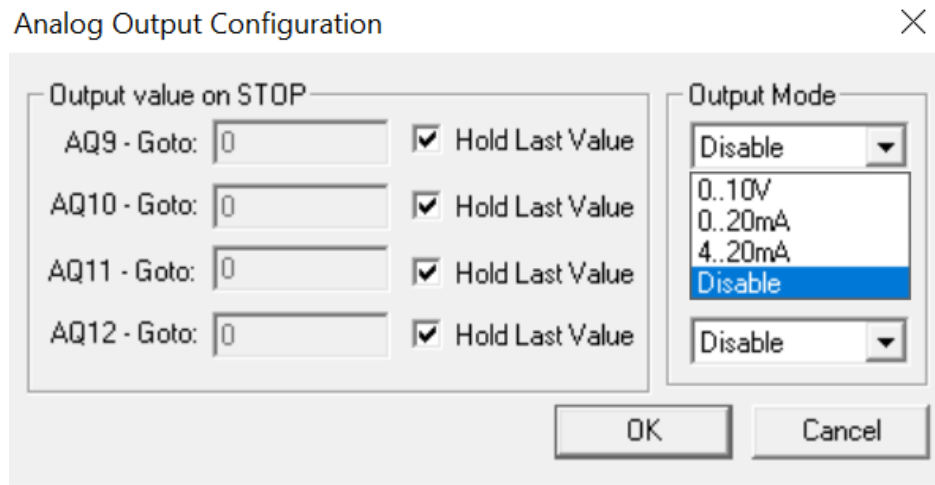 Analog Output Configuration
Output value on STOP
Output Mode
AQ9 - Goto: 0 Hold Last Value
Disable
AQ10 - Goto: 0 Hold Last Value
0..10V
0..20mA
AQ11 - Goto: 0 Hold Last Value
4..20mA
Disable
AQ12 - Goto: 0 Hold Last Value
Disable
OK
Cancel